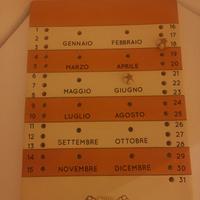 1 16
2 17
3 GENNAIO FEBBRAIO 18
4 19
5 MARZO APRILE 20
6 21
7 MAGGIO GIUGNO 22
8 23
9 24
10 LUGLIO AGOSTO 25
11 26
12 27
13 SETTEMBRE OTTOBRE 28
14 29
15 NOVEMBRE DICEMBRE 30
31